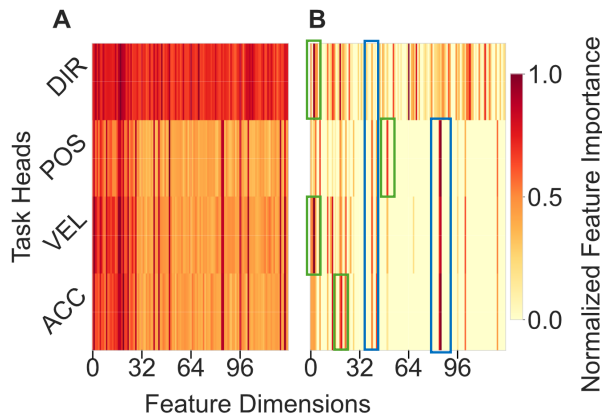 A B
DIR
POS
VEL
ACC
Task Heads
0 32 64 96
0 32 64 96
Feature Dimensions
1.0
0.5
0.0
Normalized Feature Importance